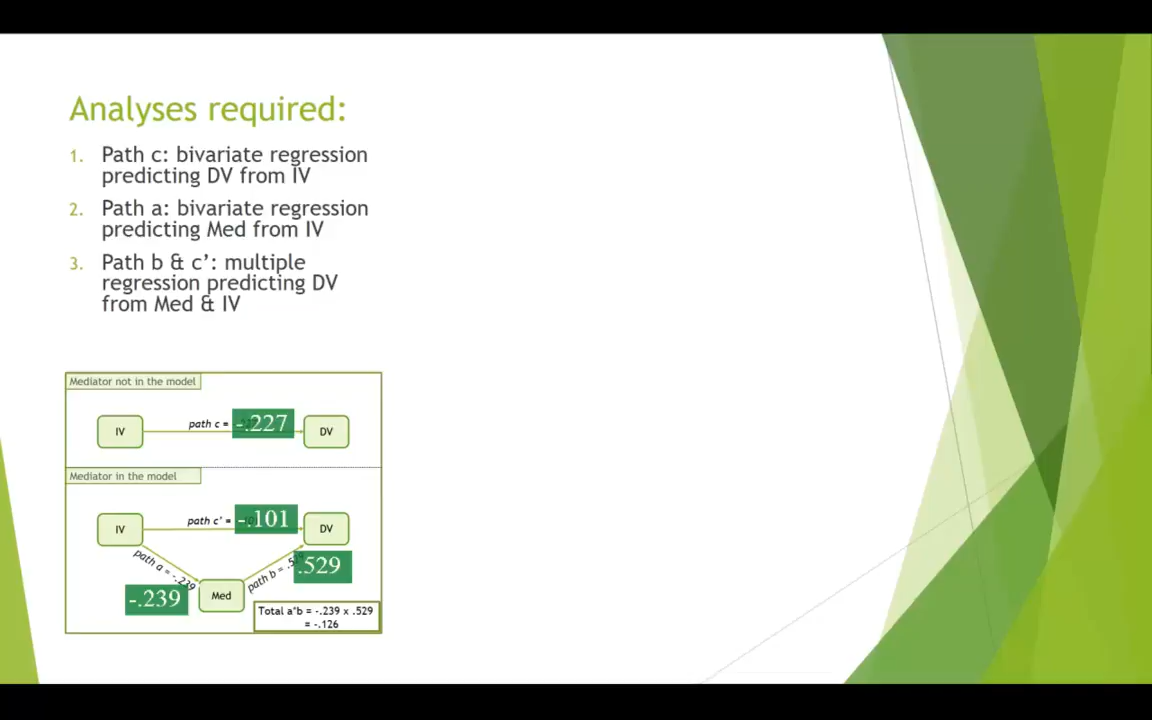 Analyses required:
1. Path c: bivariate regression
predicting DV from IV
2. Path a: bivariate regression
predicting Med from IV
3. Path b & c’: multiple
regression predicting DV
from Med & IV
Mediator not in the model
IV
path c =
-.227
DV
Mediator in the model
IV
path c’ =
-.101
DV
path a = -.239
path b = .529
.529
-.239
Med
Total a*b = -.239 x .529
= -.126